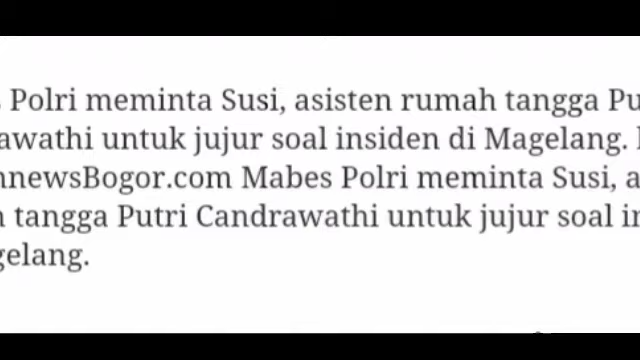 Polri meminta Susi, asisten rumah tangga Pu
awathi untuk jujur soal insiden di Magelang.
nnewsBogor.com Mabes Polri meminta Susi, a
tangga Putri Candrawathi untuk jujur soal in
gelang.